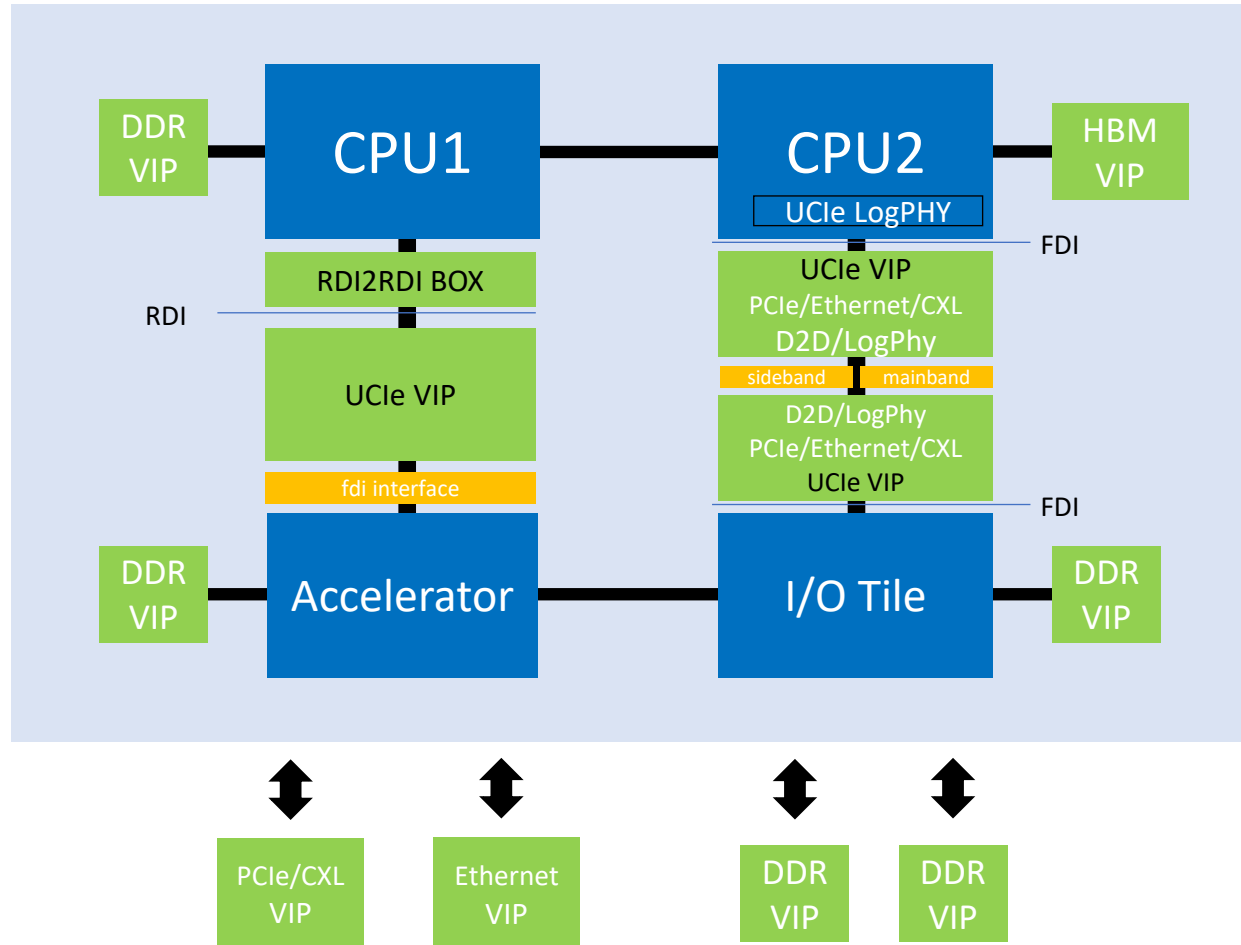 DDR
VIP
CPU1
CPU2
HBM
VIP
UCIe LogPHY
FDI
RDI2RDI BOX
RDI
UCIe VIP
UCIe VIP
PCIe/Ethernet/CXL
D2D/LogPhy
sideband
mainband
D2D/LogPhy
PCIe/Ethernet/CXL
UCIe VIP
fdi interface
FDI
DDR
VIP
Accelerator
I/O Tile
DDR
VIP
PCIe/CXL
VIP
Ethernet
VIP
DDR
VIP
DDR
VIP